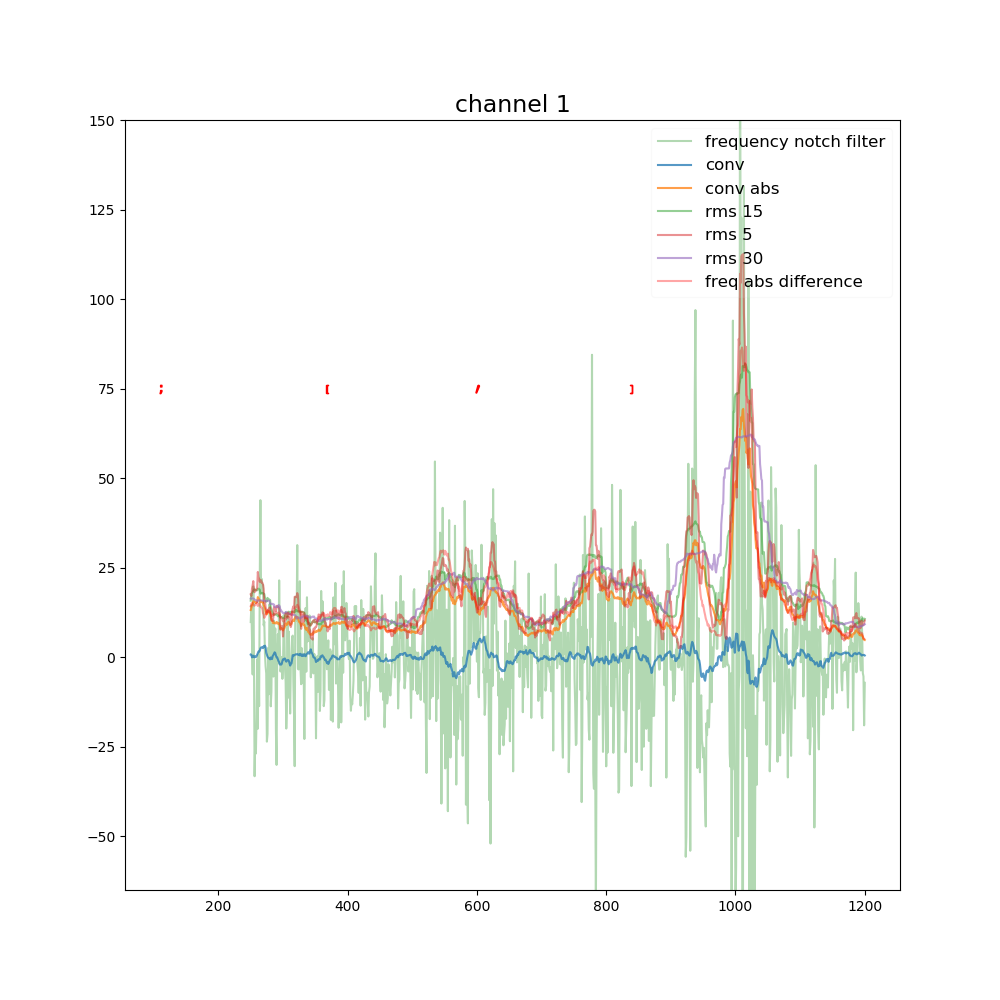 channel 1
150
125
100
75
50
25
0
−25
−50
frequency notch filter
conv
conv abs
rms 15
rms 5
rms 30
freq abs difference
; [ / ]
200 400 600 800 1000 1200